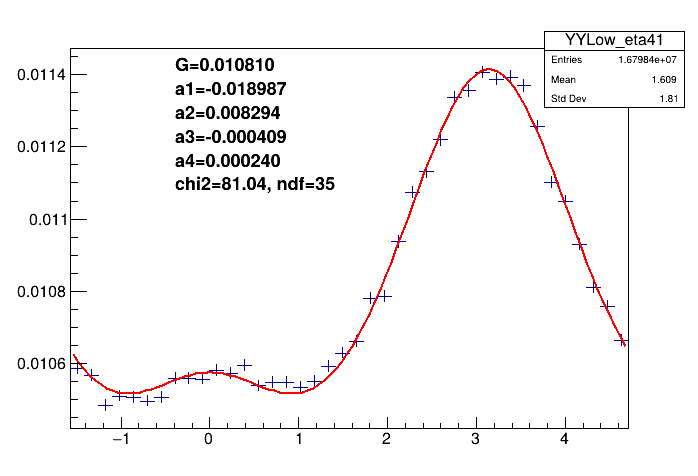 YYLow_eta41
Entries 1.67984e+07
Mean 1.609
Std Dev 1.81
G=0.010810
a1=-0.018987
a2=0.008294
a3=-0.000409
a4=0.000240
chi2=81.04, ndf=35
0.0114
0.0112
0.011
0.0108
0.0106
−1 0 1 2 3 4